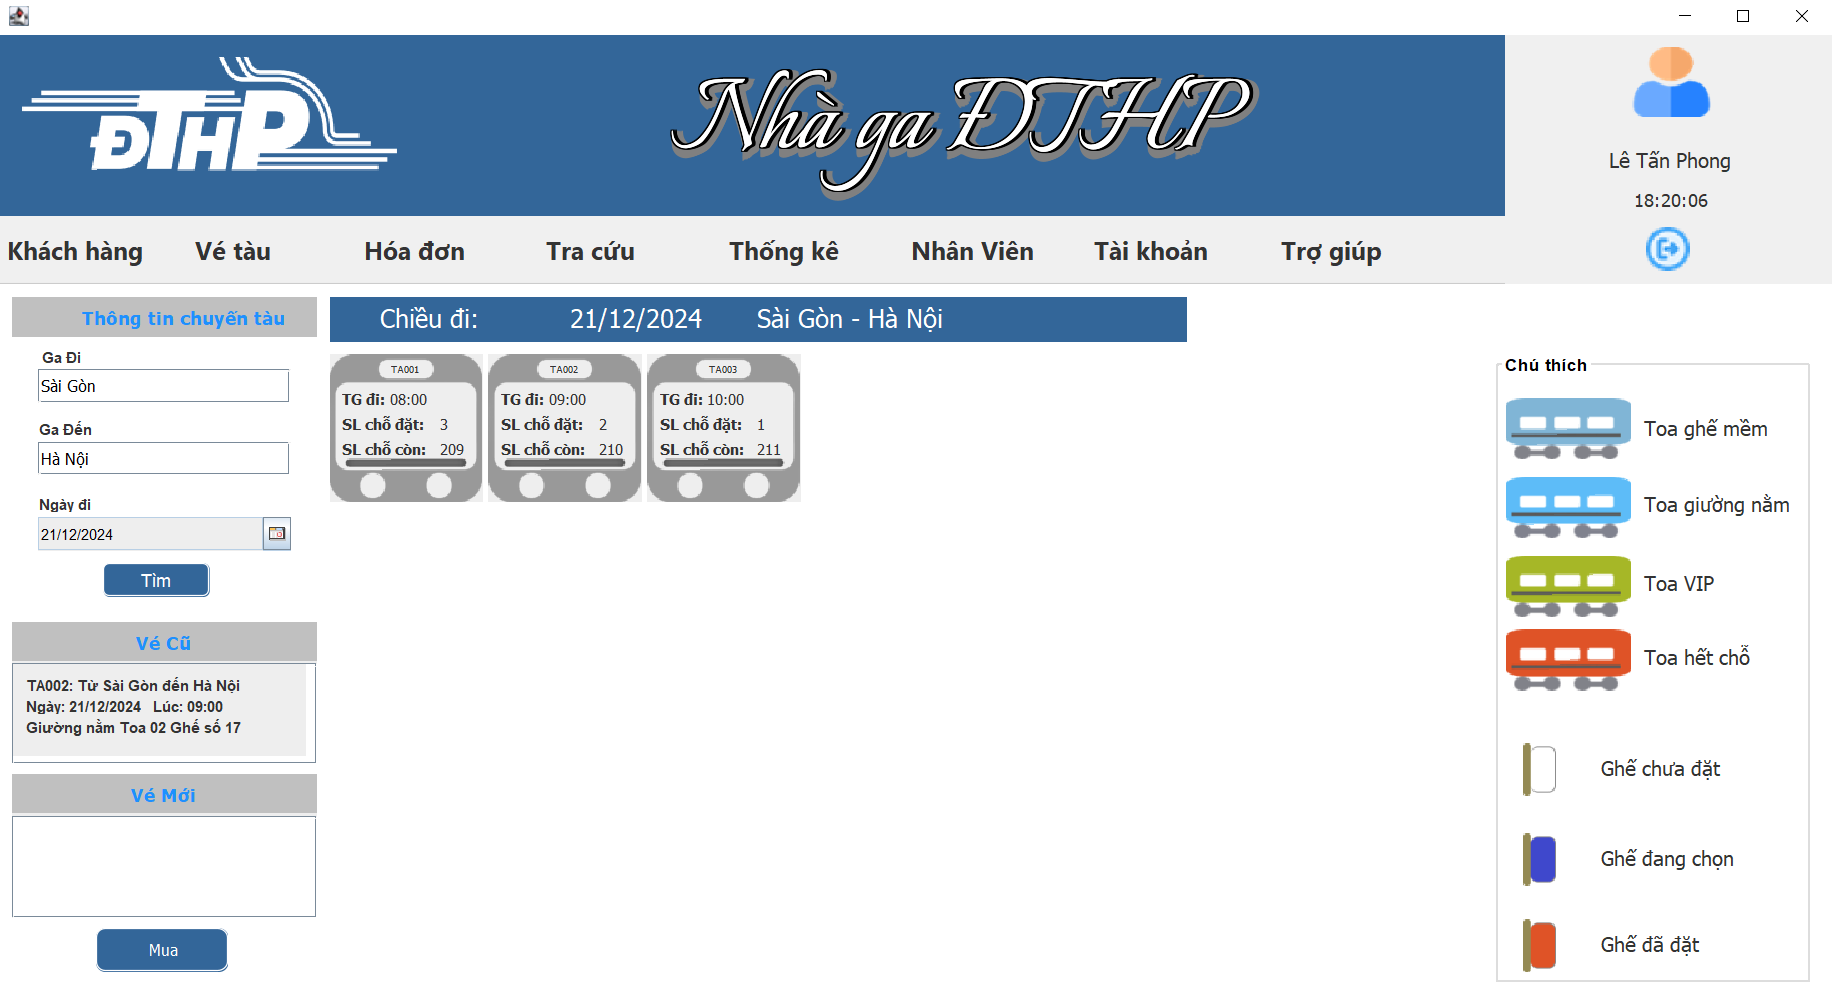 ĐTHP
Nhà ga ĐTHP
Lê Tấn Phong
18:20:06
Khách hàng Vé tàu Hóa đơn Tra cứu Thống kê Nhân Viên Tài khoản Trợ giúp
Thông tin chuyến tàu
Ga Đi
Sài Gòn
Ga Đến
Hà Nội
Ngày đi
21/12/2024
Tìm
Vé Cũ
TA002: Từ Sài Gòn đến Hà Nội
Ngày: 21/12/2024 Lúc: 09:00
Giường nằm Toa 02 Ghế số 17
Vé Mới
Mua
Chiều đi: 21/12/2024 Sài Gòn - Hà Nội
TA001
TG đi: 08:00
SL chỗ đặt: 3
SL chỗ còn: 209
TA002
TG đi: 09:00
SL chỗ đặt: 2
SL chỗ còn: 210
TA003
TG đi: 10:00
SL chỗ đặt: 1
SL chỗ còn: 211
Chú thích
Toa ghế mềm
Toa giường nằm
Toa VIP
Toa hết chỗ
Ghế chưa đặt
Ghế đang chọn
Ghế đã đặt